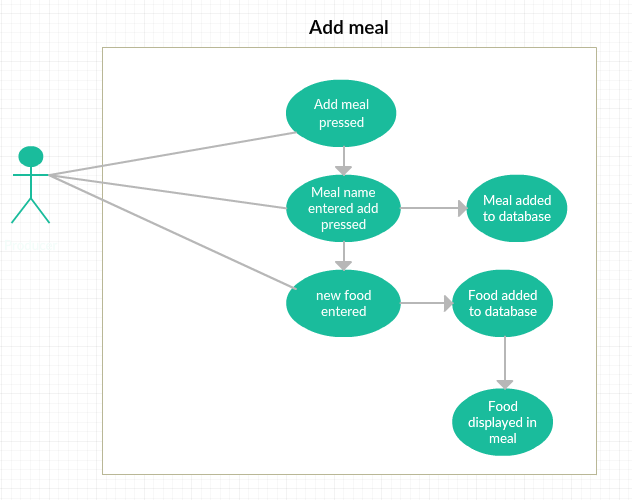 Add meal
Add meal
pressed
Meal name
entered add
pressed
Meal added
to database
new food
entered
Food added
to database
Food
displayed in
meal